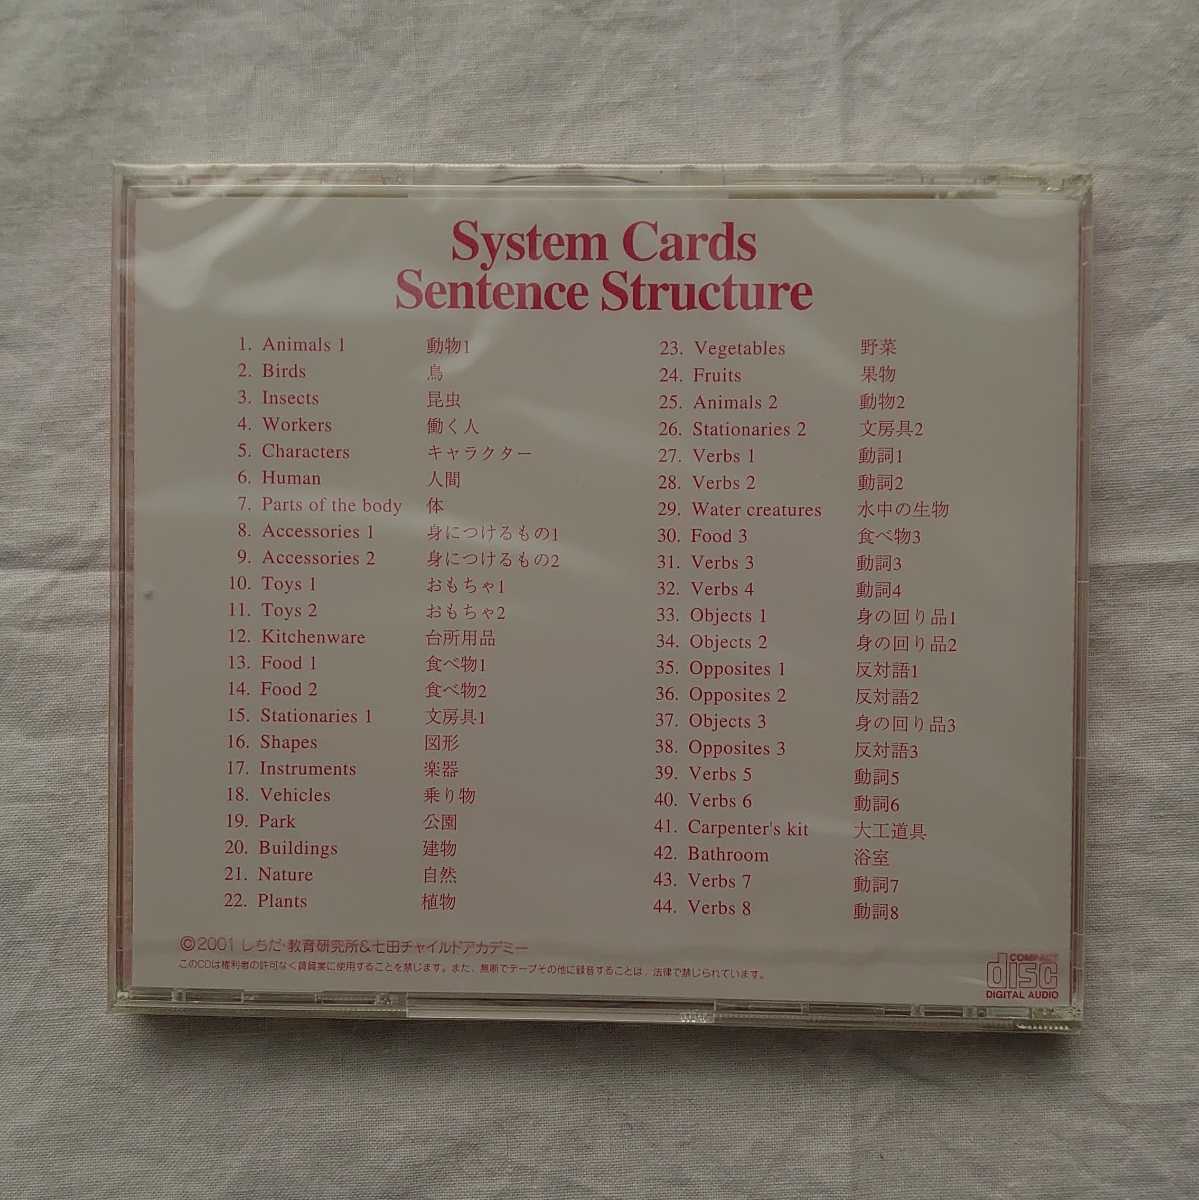 System Cards
Sentence Structure
1. Animals 1 動物1
2. Birds 鳥
3. Insects 昆虫
4. Workers 働く人
5. Characters キャラクター
6. Human 人間
7. Parts of the body 体
8. Accessories 1 身につけるもの1
9. Accessories 2 身につけるもの2
10. Toys 1 おもちゃ1
11. Toys 2 おもちゃ2
12. Kitchenware 台所用品
13. Food 1 食べ物1
14. Food 2 食べ物2
15. Stationaries 1 文房具1
16. Shapes 図形
17. Instruments 楽器
18. Vehicles 乗り物
19. Park 公園
20. Buildings 建物
21. Nature 自然
22. Plants 植物
23. Vegetables 野菜
24. Fruits 果物
25. Animals 2 動物2
26. Stationaries 2 文房具2
27. Verbs 1 動詞1
28. Verbs 2 動詞2
29. Water creatures 水中の生物
30. Food 3 食べ物3
31. Verbs 3 動詞3
32. Verbs 4 動詞4
33. Objects 1 身の回り品1
34. Objects 2 身の回り品2
35. Opposites 1 反対語1
36. Opposites 2 反対語2
37. Objects 3 身の回り品3
38. Opposites 3 反対語3
39. Verbs 5 動詞5
40. Verbs 6 動詞6
41. Carpenter's kit 大工道具
42. Bathroom 浴室
43. Verbs 7 動詞7
44. Verbs 8 動詞8
©2001 しちだ・教育研究所&七田チャイルドアカデミー
このCDは権利者の許可なく賃貸業に使用することを禁じます。また、無断でテープその他に録音することは、法律で禁じられています。
COMPACT
disc
DIGITAL AUDIO